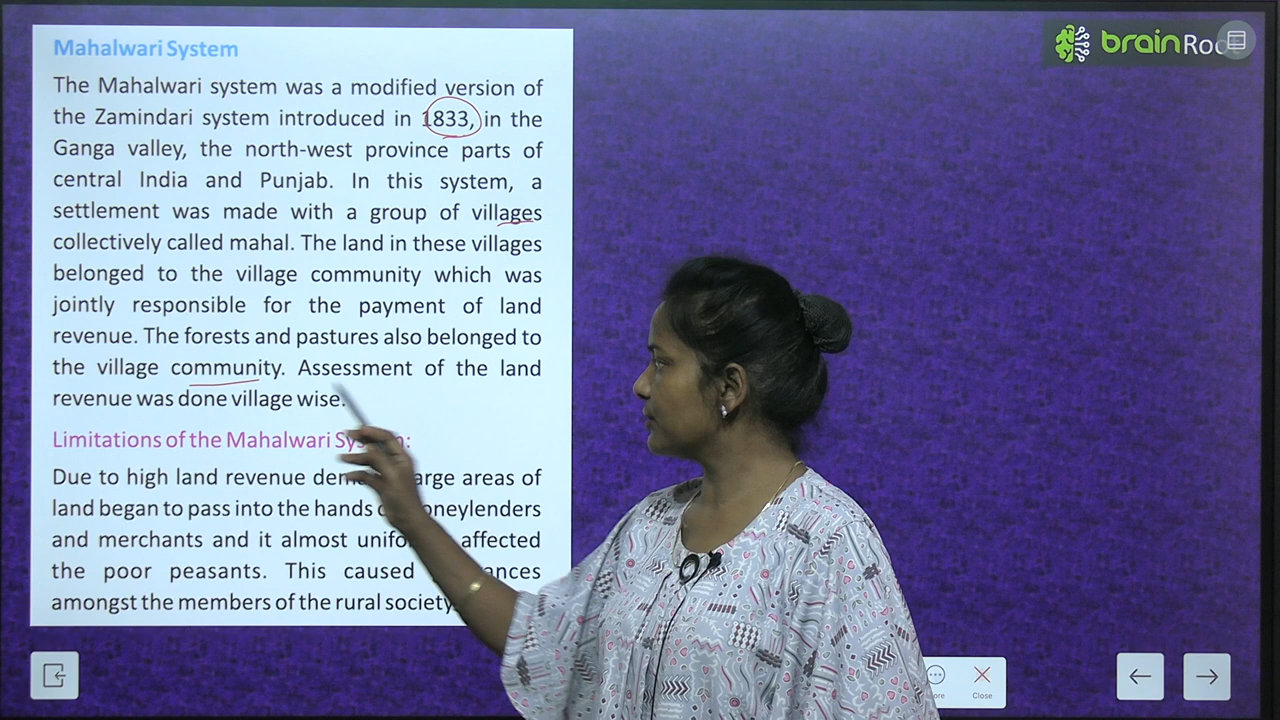 Mahalwari System
The Mahalwari system was a modified version of
the Zamindari system introduced in 1833, in the
Ganga valley, the north-west province parts of
central India and Punjab. In this system, a
settlement was made with a group of villages
collectively called mahal. The land in these villages
belonged to the village community which was
jointly responsible for the payment of land
revenue. The forests and pastures also belonged to
the village community. Assessment of the land
revenue was done village wise.
Limitations of the Mahalwari
Due to high land revenue areas of
land began to pass into the hands
and merchants and it almost affected
the poor peasants. This caused
amongst the members of the rural society
brain
Close